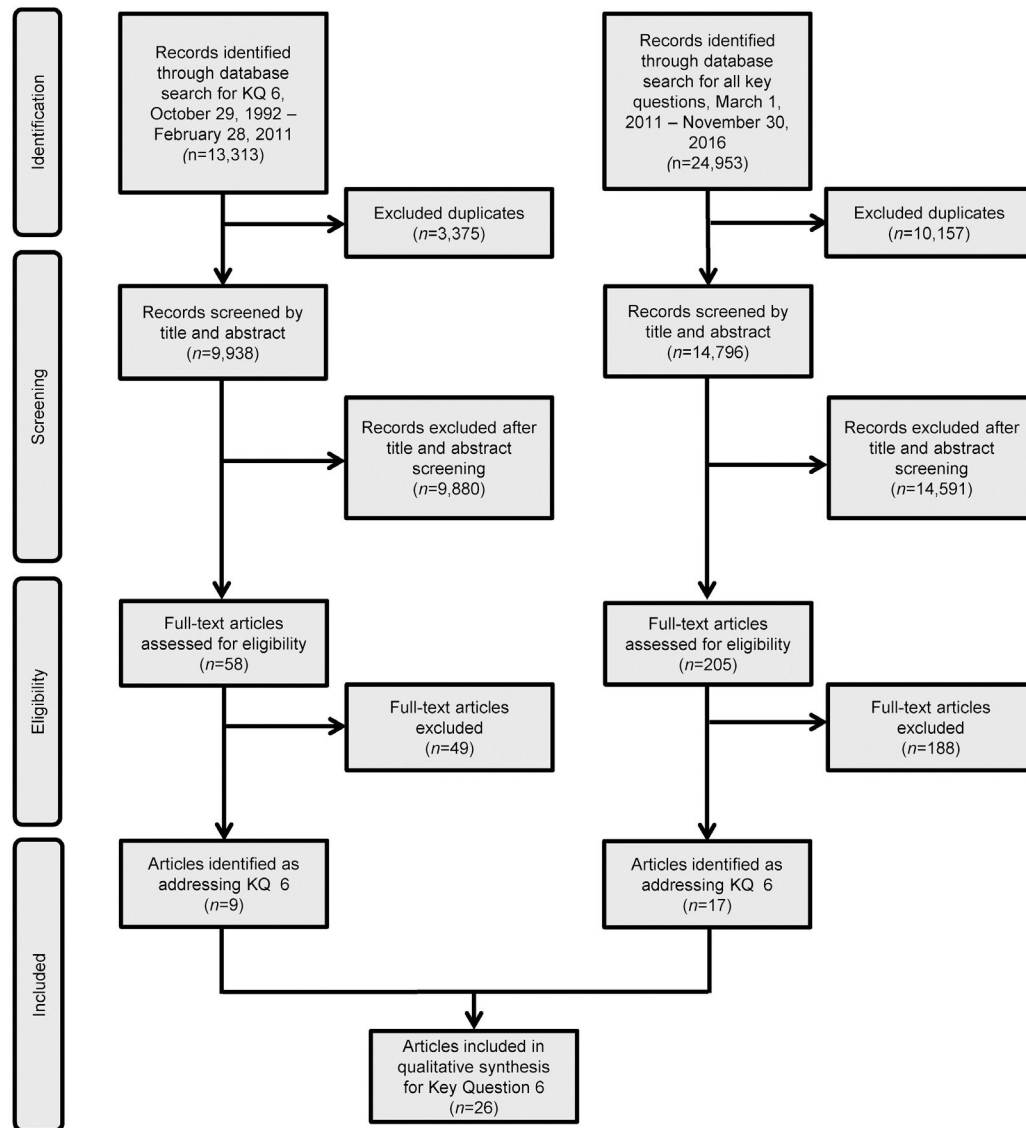 Identification
Records identified
through database
search for KQ 6,
October 29, 1992 –
February 28, 2011
(n=13,313)
Records identified
through database
search for all key
questions, March 1,
2011 – November 30,
2016
(n=24,953)
Excluded duplicates
(n=3,375)
Excluded duplicates
(n=10,157)
Screening
Records screened by
title and abstract
(n=9,938)
Records screened by
title and abstract
(n=14,796)
Records excluded after
title and abstract
screening
(n=9,880)
Records excluded after
title and abstract
screening
(n=14,591)
Eligibility
Full-text articles
assessed for eligibility
(n=58)
Full-text articles
assessed for eligibility
(n=205)
Full-text articles
excluded
(n=49)
Full-text articles
excluded
(n=188)
Included
Articles identified as
addressing KQ 6
(n=9)
Articles identified as
addressing KQ 6
(n=17)
Articles included in
qualitative synthesis
for Key Question 6
(n=26)